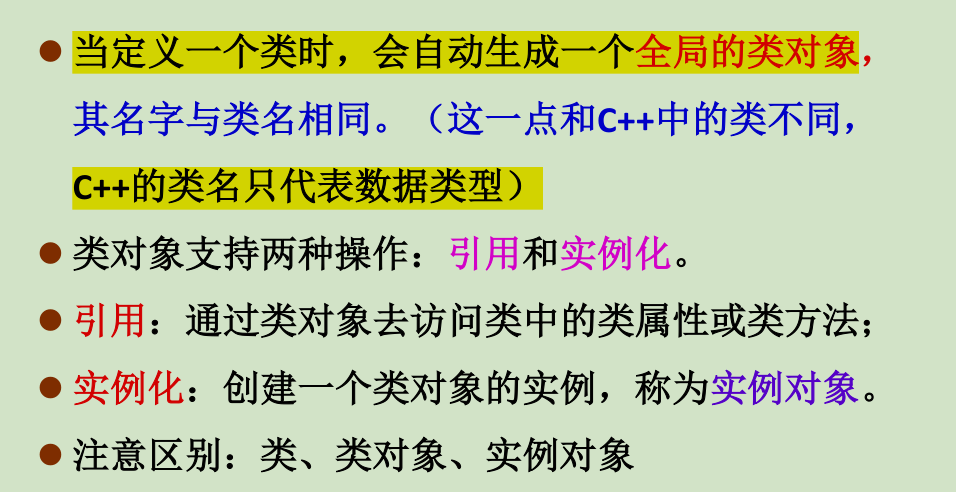 ● 当定义一个类时，会自动生成一个全局的类对象，
其名字与类名相同。（这一点和C++中的类不同，
C++的类名只代表数据类型）
● 类对象支持两种操作：引用和实例化。
● 引用：通过类对象去访问类中的类属性或类方法；
● 实例化：创建一个类对象的实例，称为实例对象。
● 注意区别：类、类对象、实例对象